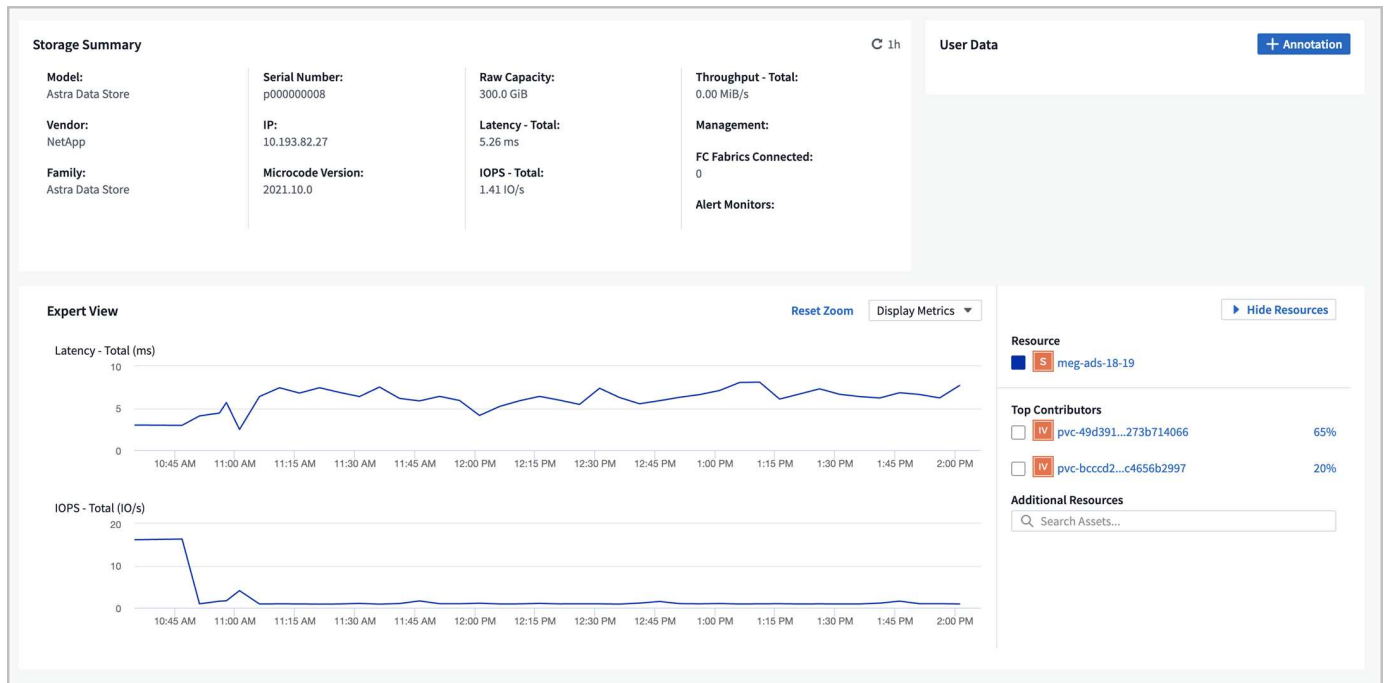 Storage Summary
1h
Model:
Astra Data Store
Vendor:
NetApp
Family:
Astra Data Store
Serial Number:
p000000008
IP:
10.193.82.27
Microcode Version:
2021.10.0
Raw Capacity:
300.0 GiB
Latency - Total:
5.26 ms
IOPS - Total:
1.41 IO/s
Throughput - Total:
0.00 MiB/s
Management:
FC Fabrics Connected:
0
Alert Monitors:
User Data
+ Annotation
Expert View
Reset Zoom
Display Metrics
Latency - Total (ms)
10
5
0
10:45 AM 11:00 AM 11:15 AM 11:30 AM 11:45 AM 12:00 PM 12:15 PM 12:30 PM 12:45 PM 1:00 PM 1:15 PM 1:30 PM 1:45 PM 2:00 PM
IOPS - Total (IO/s)
20
10
0
10:45 AM 11:00 AM 11:15 AM 11:30 AM 11:45 AM 12:00 PM 12:15 PM 12:30 PM 12:45 PM 1:00 PM 1:15 PM 1:30 PM 1:45 PM 2:00 PM
Hide Resources
Resource
S meg-ads-18-19
Top Contributors
IV pvc-49d391...273b714066 65%
IV pvc-bcccd2...c4656b2997 20%
Additional Resources
Search Assets...